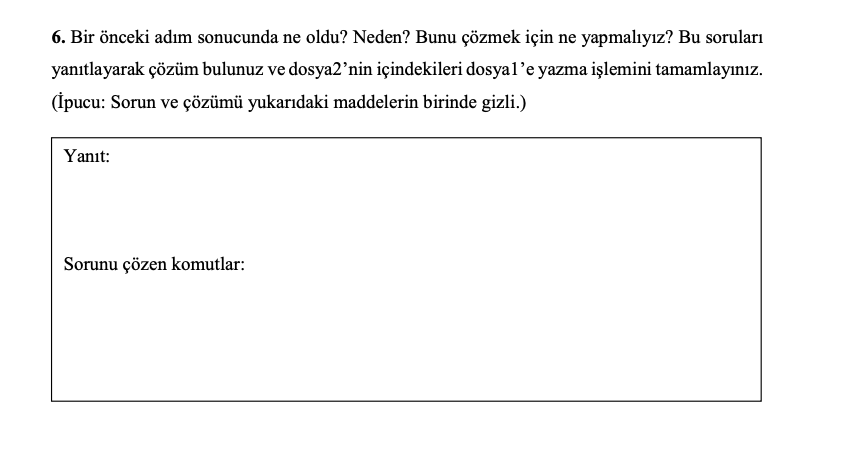 6. Bir önceki adım sonucunda ne oldu? Neden? Bunu çözmek için ne yapmalıyız? Bu soruları
yanıtlayarak çözüm bulunuz ve dosya2’nin içindekileri dosya1’e yazma işlemini tamamlayınız.
(İpucu: Sorun ve çözümü yukarıdaki maddelerin birinde gizli.)
Yanıt:
Sorunu çözen komutlar: